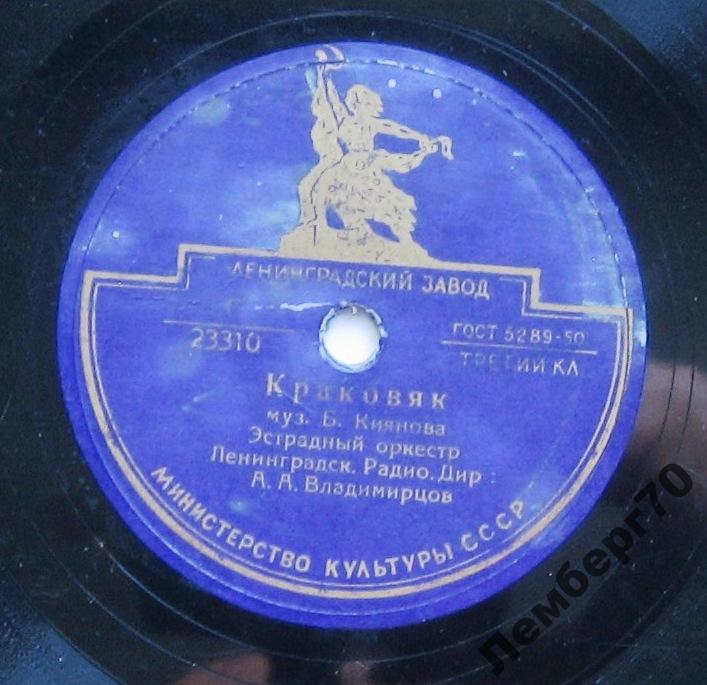 ЛЕНИНГРАДСКИЙ ЗАВОД
23310
ГОСТ 5289-50
ТРЕТИЙ КЛ
Краковяк
муз. Б. Киянова
Эстрадный оркестр
Ленинградск. Радио. Дир:
А. А. Владимирцов
МИНИСТЕРСТВО КУЛЬТУРЫ СССР
Лемберг70